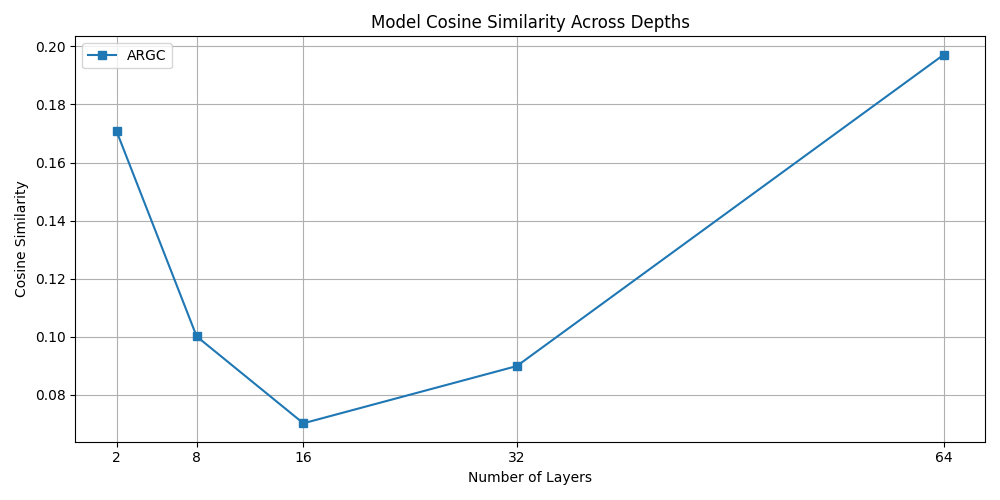 Model Cosine Similarity Across Depths
ARGC
0.20
0.18
0.16
0.14
0.12
0.10
0.08
Cosine Similarity
2 8 16 32 64
Number of Layers